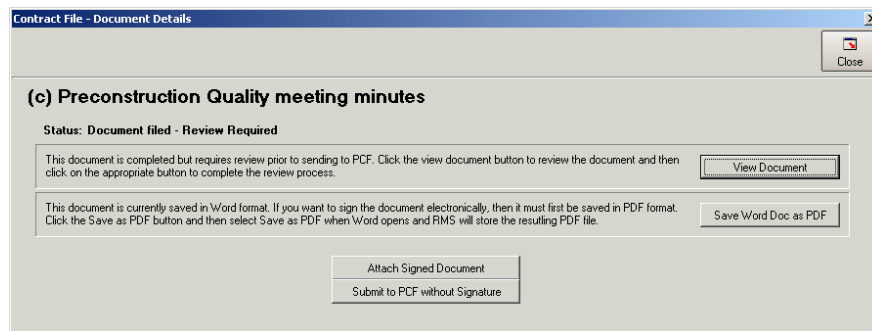 Contract File - Document Details
Close
(c) Preconstruction Quality meeting minutes
Status: Document filed - Review Required
This document is completed but requires review prior to sending to PCF. Click the view document button to review the document and then
click on the appropriate button to complete the review process.
View Document
This document is currently saved in Word format. If you want to sign the document electronically, then it must first be saved in PDF format.
Click the Save as PDF button and then select Save as PDF when Word opens and RMS will store the resutling PDF file.
Save Word Doc as PDF
Attach Signed Document
Submit to PCF without Signature